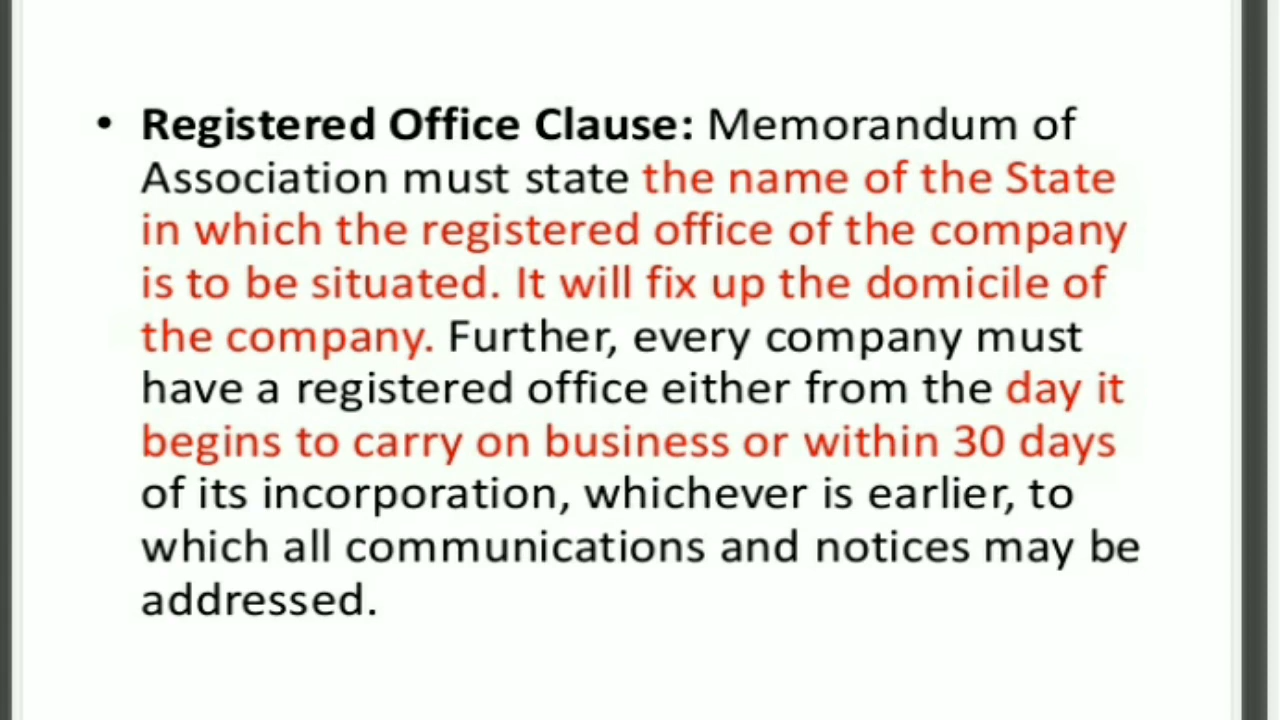 • Registered Office Clause: Memorandum of
Association must state the name of the State
in which the registered office of the company
is to be situated. It will fix up the domicile of
the company. Further, every company must
have a registered office either from the day it
begins to carry on business or within 30 days
of its incorporation, whichever is earlier, to
which all communications and notices may be
addressed.